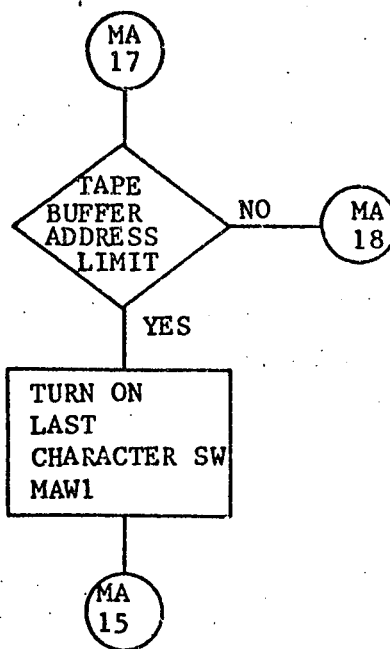 MA
17
TAPE
BUFFER
ADDRESS
LIMIT
NO
MA
18
YES
TURN ON
LAST
CHARACTER SW
MAW1
MA
15